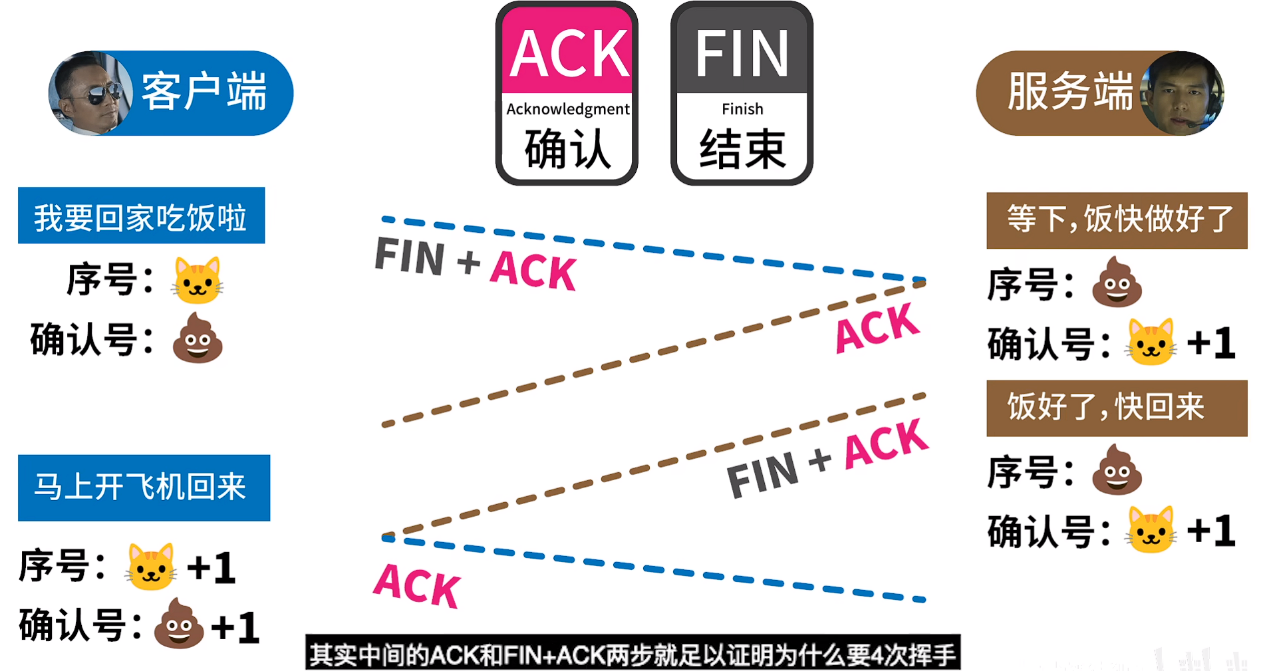 客户端
ACK
Acknowledgment
确认
FIN
Finish
结束
服务端
我要回家吃饭啦
序号：
确认号：
FIN + ACK
等下，饭快做好了
序号：
确认号： +1
ACK
饭好了，快回来
序号：
确认号： +1
FIN + ACK
马上开飞机回来
序号： +1
确认号： +1
ACK
其实中间的ACK和FIN+ACK两步就足以证明为什么要4次挥手